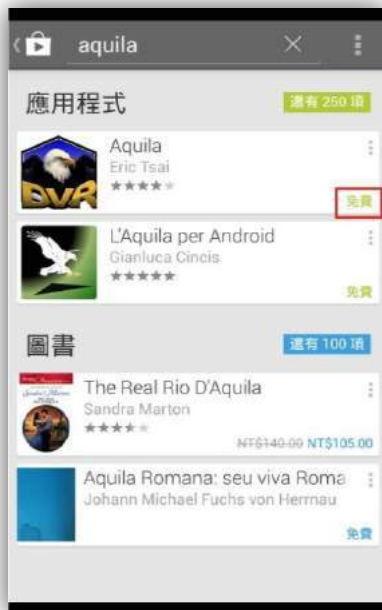 aquila
應用程式
還有 250 項
Aquila
Eric Tsai
DVR
免費
L'Aquila per Android
Gianluca Cincis
免費
圖書
還有 100 項
The Real Rio D'Aquila
Sandra Marton
NT$140.00 NT$105.00
Aquila Romana: seu viva Roma
Johann Michael Fuchs von Herrnau
免費